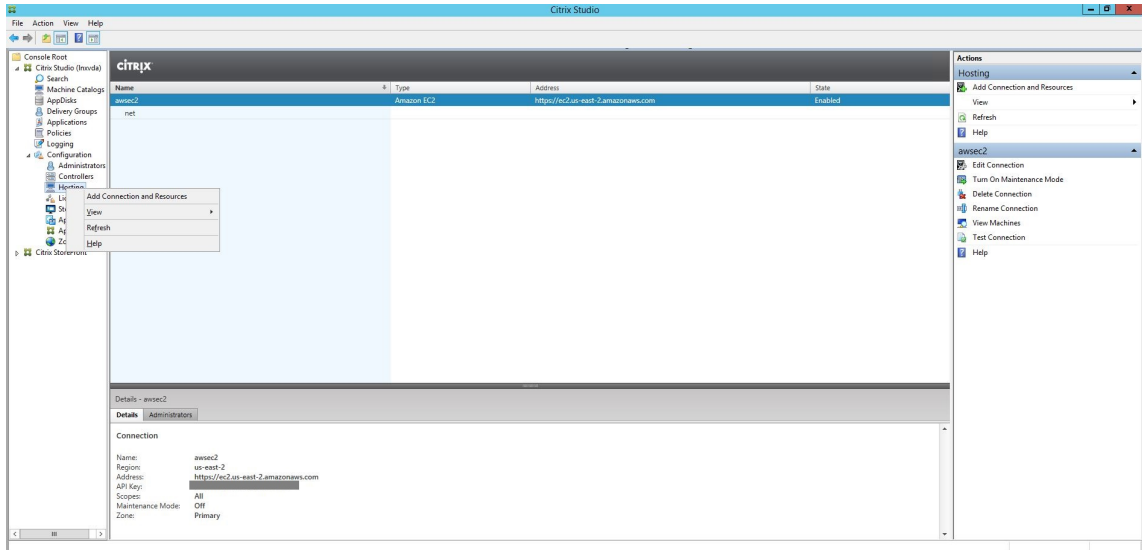 Citrix Studio
File Action View Help
Console Root
Citrix Studio (lnxvda)
Search
Machine Catalogs
AppDisks
Delivery Groups
Applications
Policies
Logging
Configuration
Administrators
Controllers
Hosting
Citrix StoreFront
Add Connection and Resources
View
Refresh
Help
CITRIX
Name Type Address State
awsec2 Amazon EC2 https://ec2.us-east-2.amazonaws.com Enabled
net
Details - awsec2
Details Administrators
Connection
Name: awsec2
Region: us-east-2
Address: https://ec2.us-east-2.amazonaws.com
API Key:
Scopes: All
Maintenance Mode: Off
Zone: Primary
Actions
Hosting
Add Connection and Resources
View
Refresh
Help
awsec2
Edit Connection
Turn On Maintenance Mode
Delete Connection
Rename Connection
View Machines
Test Connection
Help